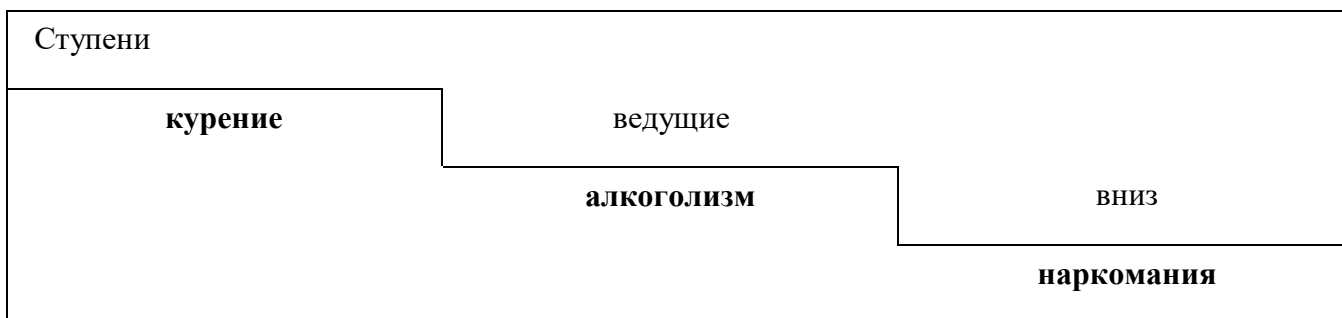 Ступени
курение ведущие
алкоголизм вниз
наркомания